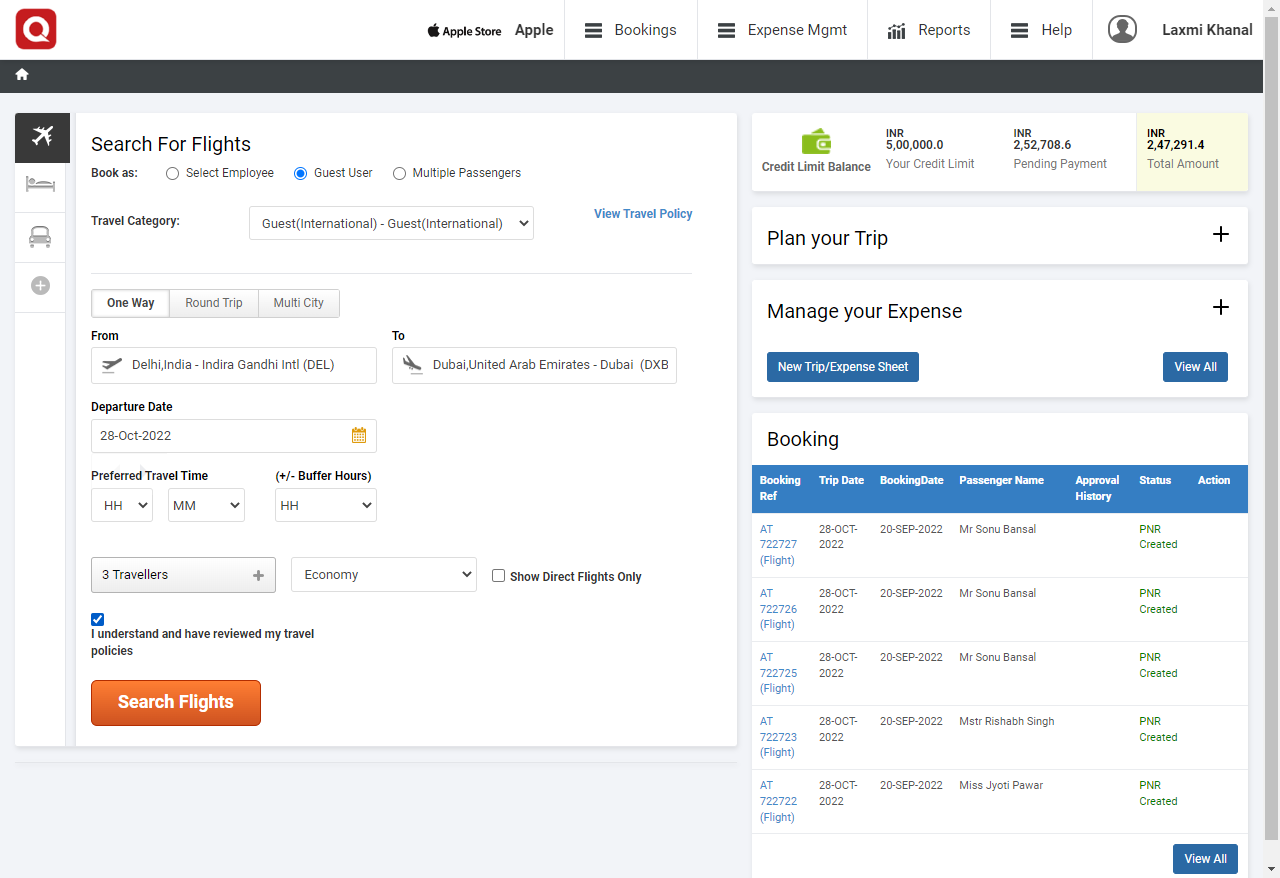 Apple Store Apple Bookings Expense Mgmt Reports Help Laxmi Khanal
Search For Flights
Book as: Select Employee Guest User Multiple Passengers
Travel Category: Guest(International) - Guest(International) View Travel Policy
One Way Round Trip Multi City
From To
Delhi,India - Indira Gandhi Intl (DEL) Dubai,United Arab Emirates - Dubai (DXB
Departure Date
28-Oct-2022
Preferred Travel Time (+/- Buffer Hours)
HH MM HH
3 Travellers Economy Show Direct Flights Only
I understand and have reviewed my travel
policies
Search Flights
Credit Limit Balance
INR
5,00,000.0
Your Credit Limit
INR
2,52,708.6
Pending Payment
INR
2,47,291.4
Total Amount
Plan your Trip
Manage your Expense
New Trip/Expense Sheet View All
Booking
Booking Trip Date BookingDate Passenger Name Approval Status Action
Ref History
AT 28-OCT- 20-SEP-2022 Mr Sonu Bansal PNR
722727 2022 Created
(Flight)
AT 28-OCT- 20-SEP-2022 Mr Sonu Bansal PNR
722726 2022 Created
(Flight)
AT 28-OCT- 20-SEP-2022 Mr Sonu Bansal PNR
722725 2022 Created
(Flight)
AT 28-OCT- 20-SEP-2022 Mstr Rishabh Singh PNR
722723 2022 Created
(Flight)
AT 28-OCT- 20-SEP-2022 Miss Jyoti Pawar PNR
722722 2022 Created
(Flight)
View All